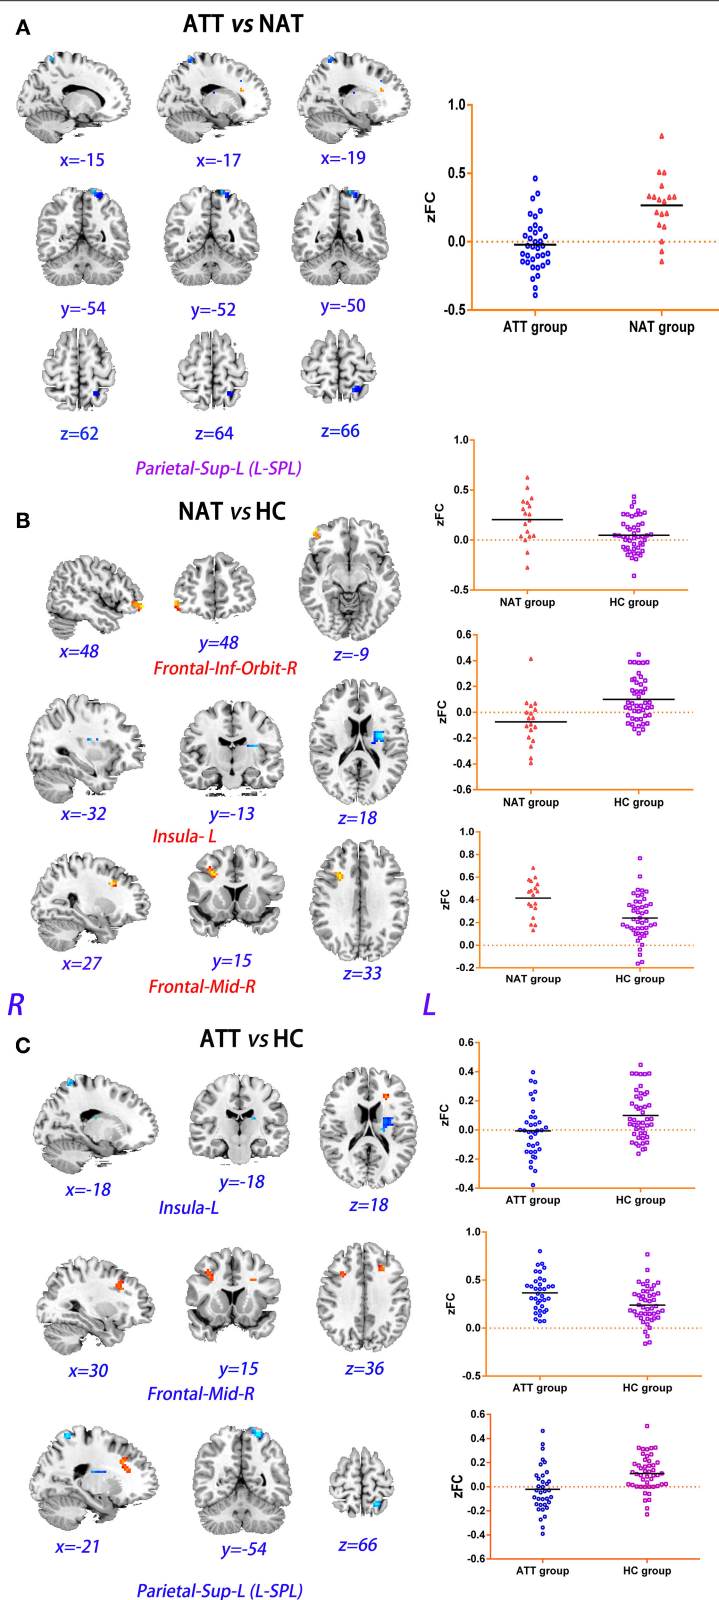 A
ATT vs NAT
x=-15 x=-17 x=-19
y=-54 y=-52 y=-50
z=62 z=64 z=66
Parietal-Sup-L (L-SPL)
1.0
0.5
0.0
-0.5
zFC
ATT group NAT group
B
NAT vs HC
x=48 y=48 z=-9
Frontal-Inf-Orbit-R
1.0
0.5
0.0
-0.5
zFC
NAT group HC group
x=-32 y=-13 z=18
Insula- L
0.6
0.4
0.2
0.0
-0.2
-0.4
-0.6
zFC
NAT group HC group
x=27 y=15 z=33
Frontal-Mid-R
1.0
0.8
0.6
0.4
0.2
0.0
-0.2
zFC
NAT group HC group
R L
C
ATT vs HC
x=-18 y=-18 z=18
Insula-L
0.6
0.4
0.2
0.0
-0.2
-0.4
zFC
ATT group HC group
x=30 y=15 z=36
Frontal-Mid-R
1.0
0.5
0.0
-0.5
zFC
ATT group HC group
x=-21 y=-54 z=66
Parietal-Sup-L (L-SPL)
0.6
0.4
0.2
0.0
-0.2
-0.4
-0.6
zFC
ATT group HC group